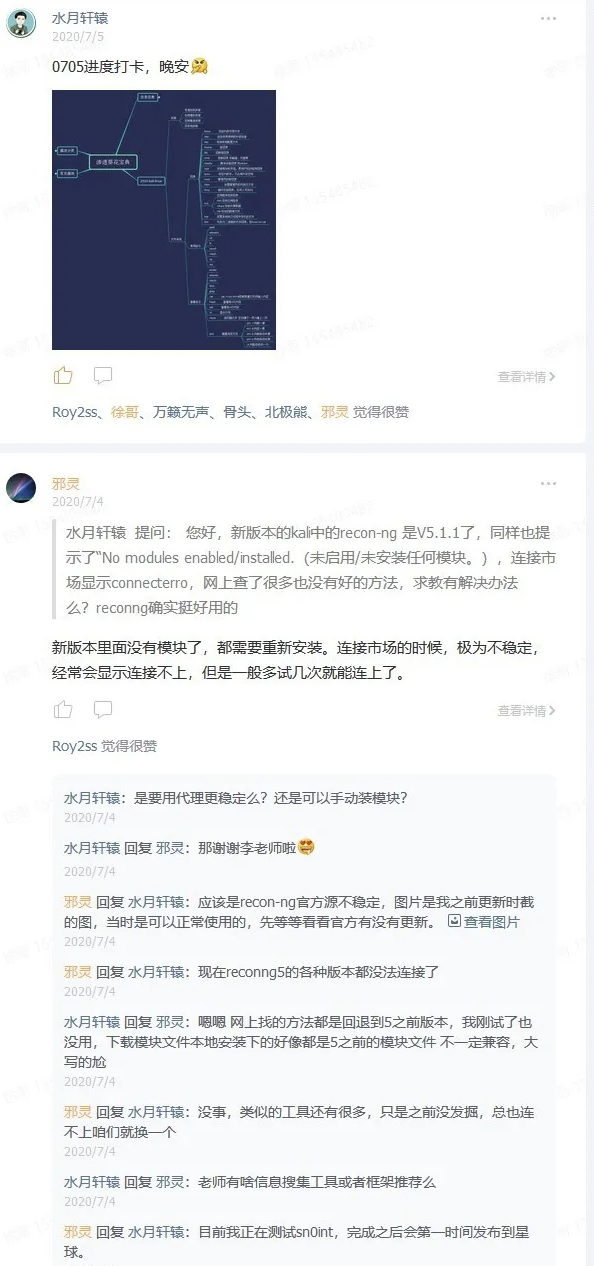 水月轩辕
2020/7/5
0705进度打卡，晚安
渗透葵花宝典
查看详情
Roy2ss、徐哥、万籁无声、骨头、北极熊、邪灵 觉得很赞
邪灵
2020/7/4
水月轩辕 提问： 您好，新版本的kali中的recon-ng 是V5.1.1了，同样也提
示了“No modules enabled/installed.（未启用/未安装任何模块。），连接市
场显示connecterro，网上查了很多也没有好的方法，求教有解决办法
么？reconng确实挺好用的
新版本里面没有模块了，都需要重新安装。连接市场的时候，极为不稳定，
经常会显示连接不上，但是一般多试几次就能连上了。
查看详情
Roy2ss 觉得很赞
水月轩辕：是要用代理更稳定么？还是可以手动装模块？
2020/7/4
水月轩辕 回复 邪灵：那谢谢李老师啦
2020/7/4
邪灵 回复 水月轩辕：应该是recon-ng官方源不稳定，图片是我之前更新时截
的图，当时是可以正常使用的，先等等看看官方有没有更新。 查看图片
2020/7/4
邪灵 回复 水月轩辕：现在reconng5的各种版本都没法连接了
2020/7/4
水月轩辕 回复 邪灵：嗯嗯 网上找的方法都是回退到5之前版本，我刚试了也
没用，下载模块文件本地安装下的好像都是5之前的模块文件 不一定兼容，大
写的尬
2020/7/4
邪灵 回复 水月轩辕：没事，类似的工具还有很多，只是之前没发掘，总也连
不上咱们就换一个
2020/7/4
水月轩辕 回复 邪灵：老师有啥信息搜集工具或者框架推荐么
2020/7/4
邪灵 回复 水月轩辕：目前我正在测试sn0int，完成之后会第一时间发布到星
球。